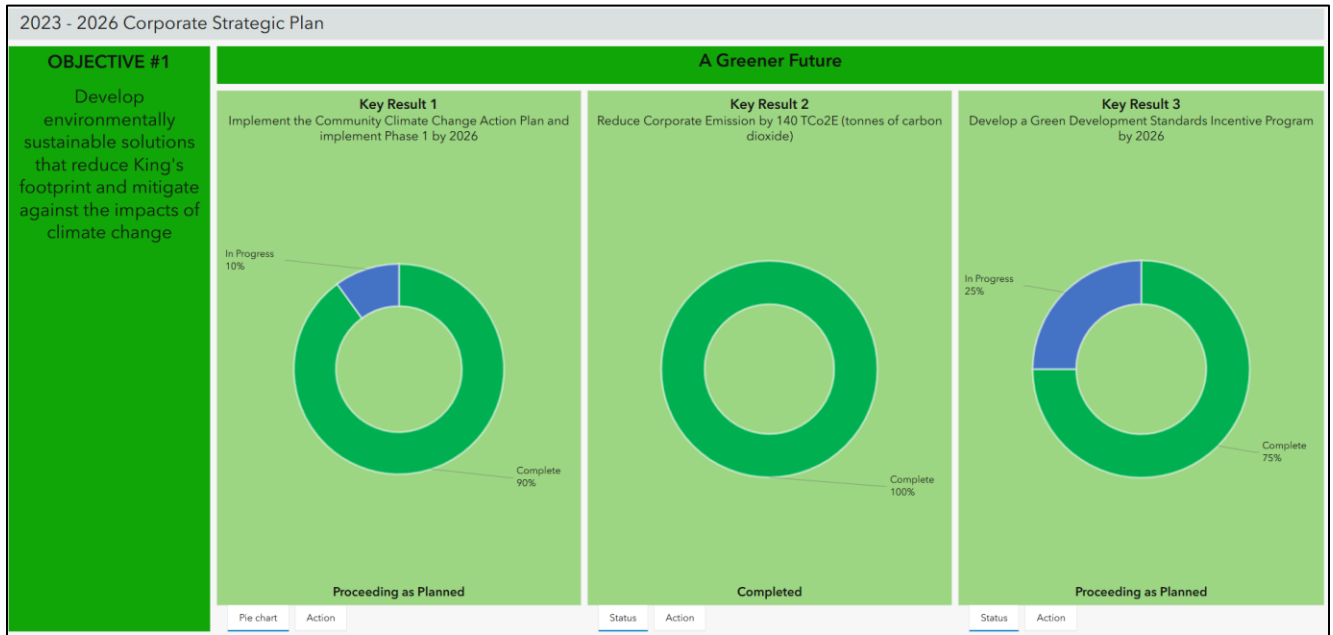 2023 - 2026 Corporate Strategic Plan
OBJECTIVE #1
Develop
environmentally
sustainable solutions
that reduce King's
footprint and mitigate
against the impacts of
climate change
A Greener Future
Key Result 1
Implement the Community Climate Change Action Plan and
implement Phase 1 by 2026
In Progress
10%
Complete
90%
Proceeding as Planned
Pie chart
Action
Key Result 2
Reduce Corporate Emission by 140 TCo2E (tonnes of carbon
dioxide)
Complete
100%
Completed
Status
Action
Key Result 3
Develop a Green Development Standards Incentive Program
by 2026
In Progress
25%
Complete
75%
Proceeding as Planned
Status
Action